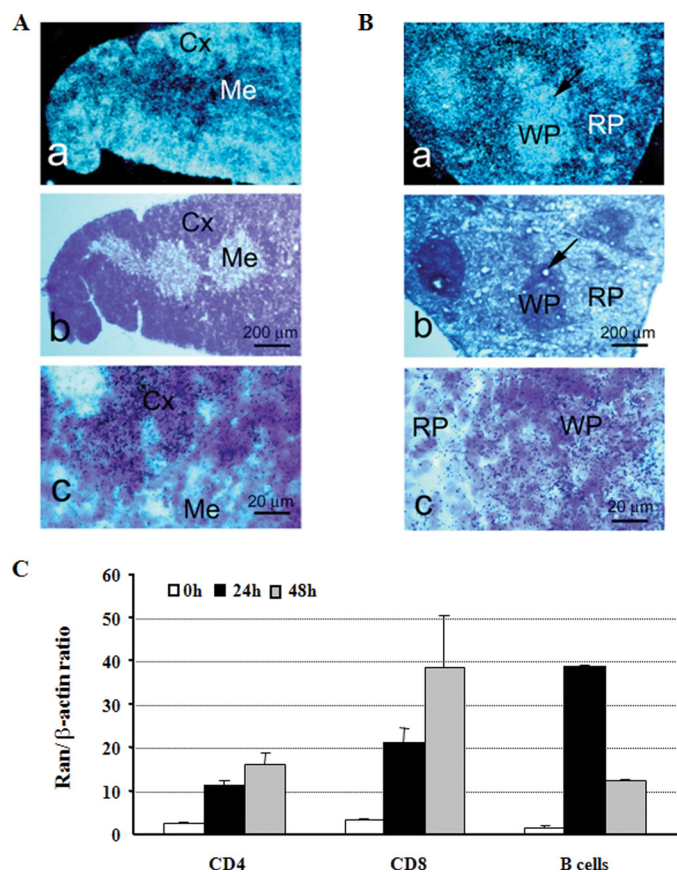 A
Cx
Me
a
Cx
Me
b
200 µm
Cx
c
Me
20 µm
B
WP
RP
a
WP
RP
b
200 µm
RP
WP
c
20 µm
C
Ran/ β-actin ratio
60
50
40
30
20
10
0
0h 24h 48h
CD4 CD8 B cells